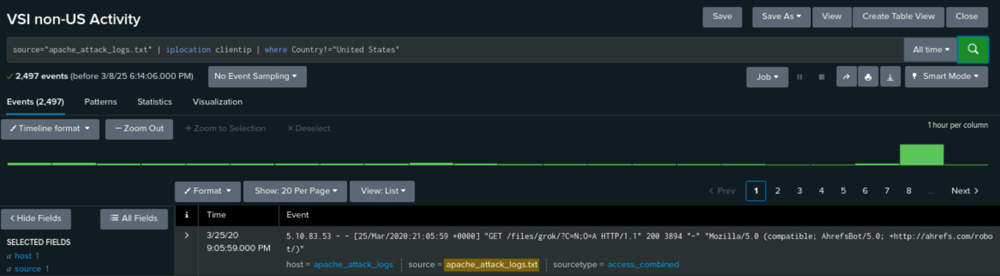 VSI non-US Activity
Save
Save As
View
Create Table View
Close
source="apache_attack_logs.txt" | iplocation clientip | where Country!="United States"
All time
2,497 events (before 3/8/25 6:14:06.000 PM)
No Event Sampling
Job
Smart Mode
Events (2,497)
Patterns
Statistics
Visualization
Timeline format
— Zoom Out
+ Zoom to Selection
× Deselect
1 hour per column
Format
Show: 20 Per Page
View: List
< Prev
1
2
3
4
5
6
7
8
...
Next >
< Hide Fields
All Fields
i
Time
Event
SELECTED FIELDS
a host 1
a source 1
>
3/25/20
9:05:59.000 PM
5.10.83.53 - - [25/Mar/2020:21:05:59 +0000] "GET /files/grok/?C=N;O=A HTTP/1.1" 200 3894 "-" "Mozilla/5.0 (compatible; AhrefsBot/5.0; +http://ahrefs.com/robo
t/)"
host = apache_attack_logs | source = apache_attack_logs.txt | sourcetype = access_combined